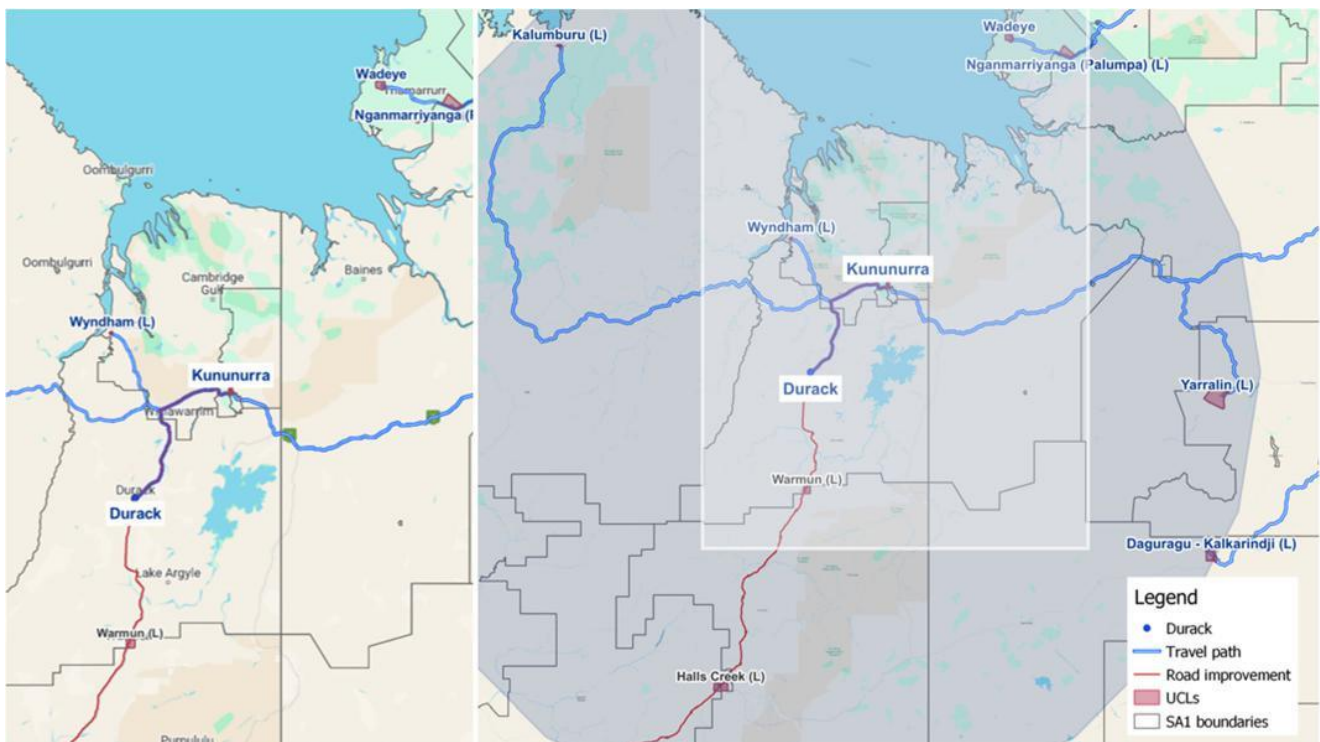 Wadeye
Thamarrurr
Nganmarriyanga (P
Oombulgurri
Oombulgurri
Cambridge
Gulf
Baines
Wyndham (L)
Kununurra
Durack
Durack
Lake Argyle
Warmun (L)
Purnululu
Kalumburu (L)
Wadeye
Nganmarriyanga (Palumpa) (L)
Wyndham (L)
Kununurra
Durack
Yarralin (L)
Warmun (L)
Daguragu - Kalkarindji (L)
Halls Creek (L)
Legend
Durack
Travel path
Road improvement
UCLs
SA1 boundaries